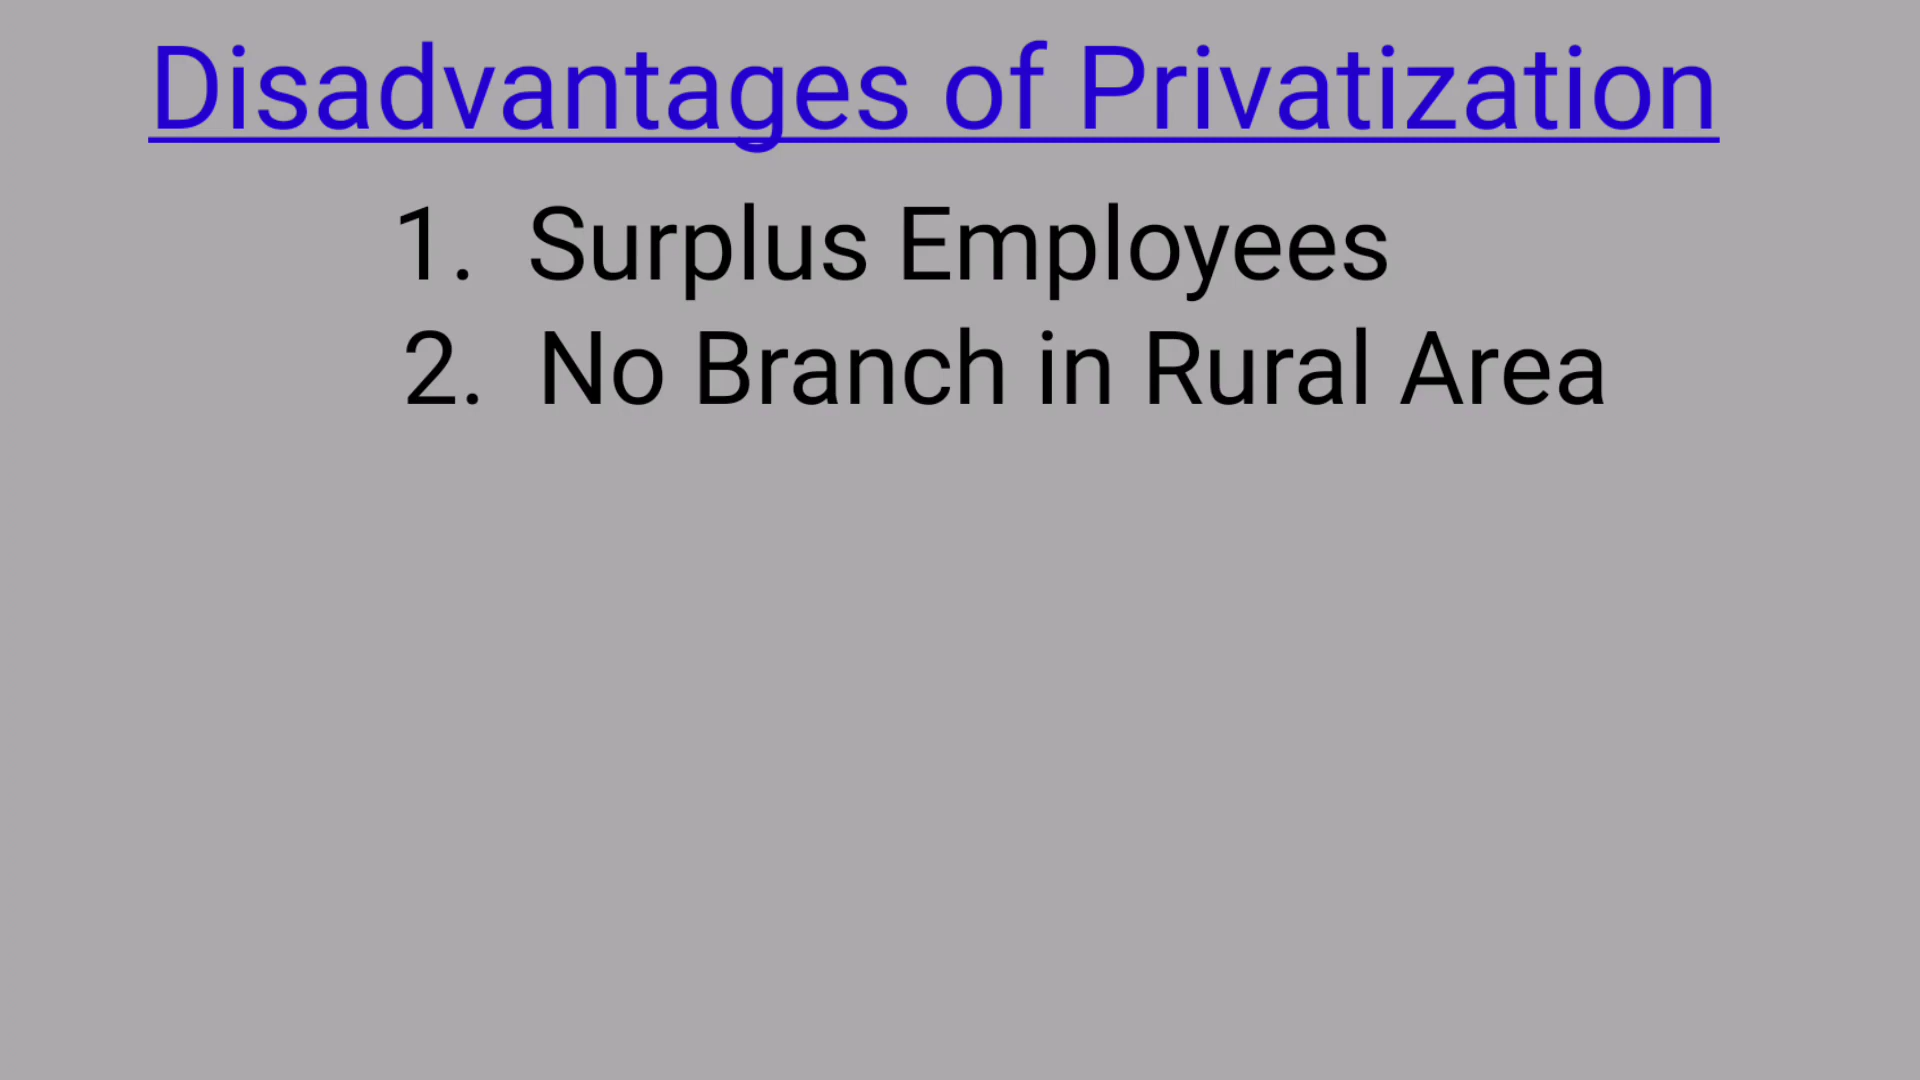 Disadvantages of Privatization
1. Surplus Employees
2. No Branch in Rural Area